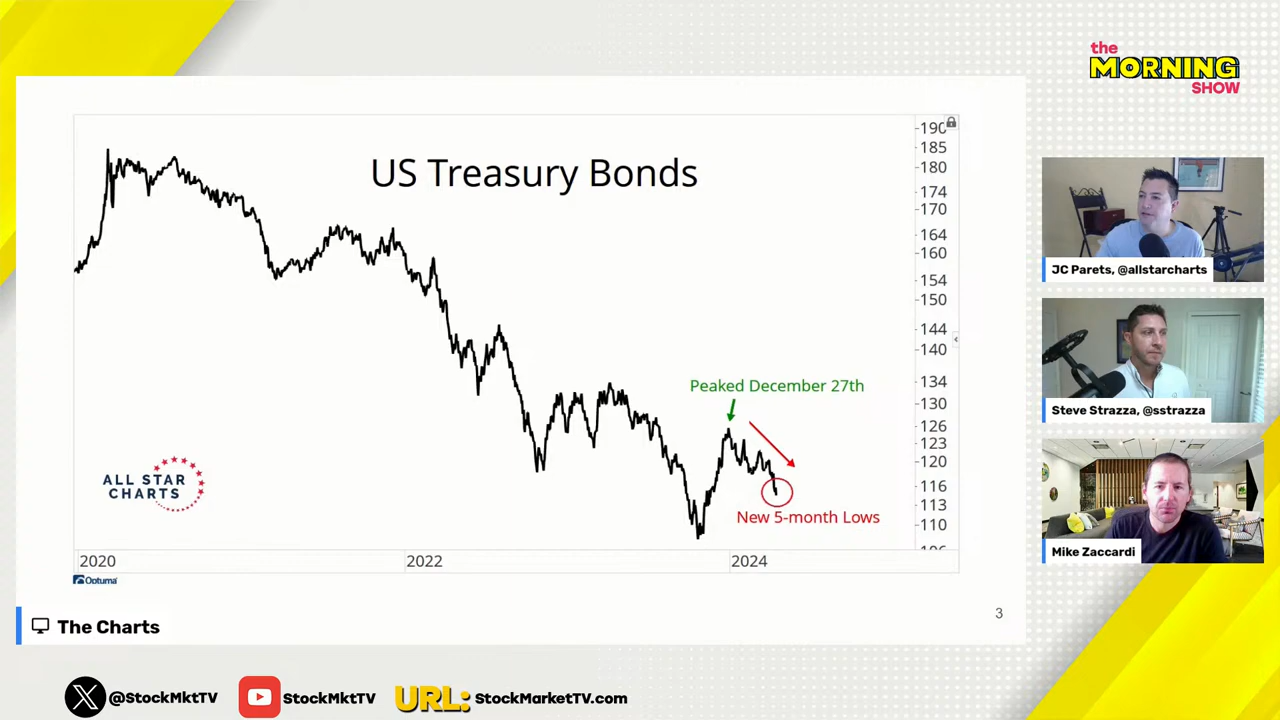 the
MORNING
SHOW
US Treasury Bonds
190
185
180
174
170
164
160
154
150
144
140
134
130
126
123
120
116
113
110
106
Peaked December 27th
New 5-month Lows
ALL STAR
CHARTS
2020
2022
2024
Optuma
3
The Charts
JC Parets, @allstarcharts
Steve Strazza, @sstrazza
Mike Zaccardi
@StockMktTV
StockMktTV
URL: StockMarketTV.com